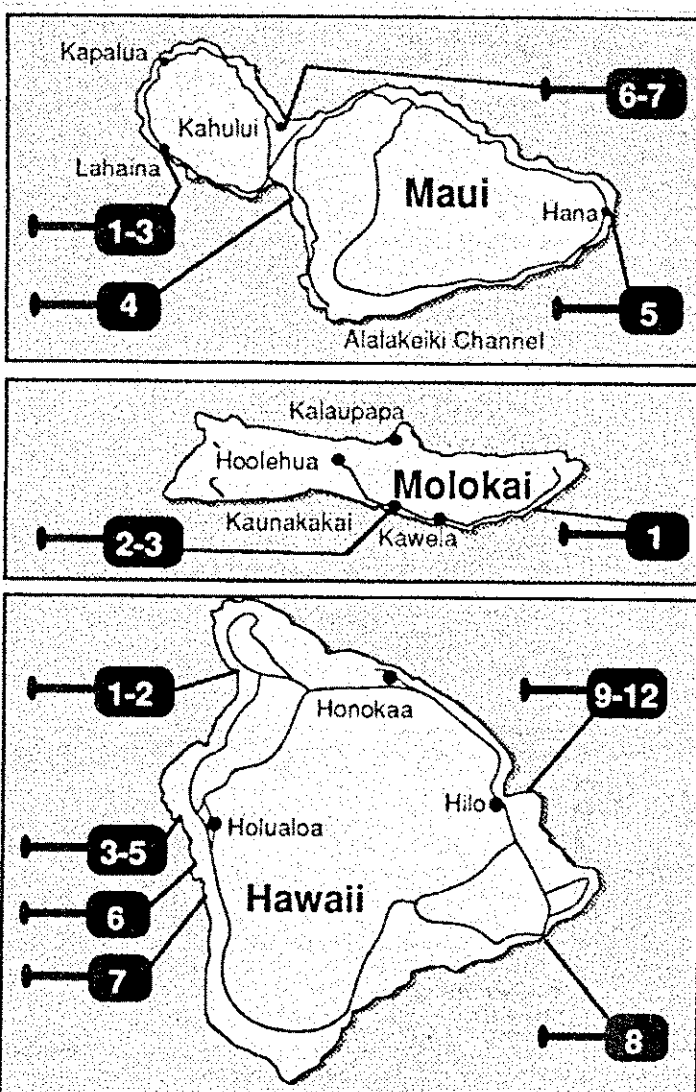 Kapalua
6-7
Kahului
Lahaina
Maui
Hana
1-3
4
5
Alalakeiki Channel
Kalaupapa
Hoolehua
Molokai
Kaunakakai
Kawela
2-3
1
1-2
9-12
Honokaa
Hilo
Holualoa
3-5
Hawaii
6
7
8